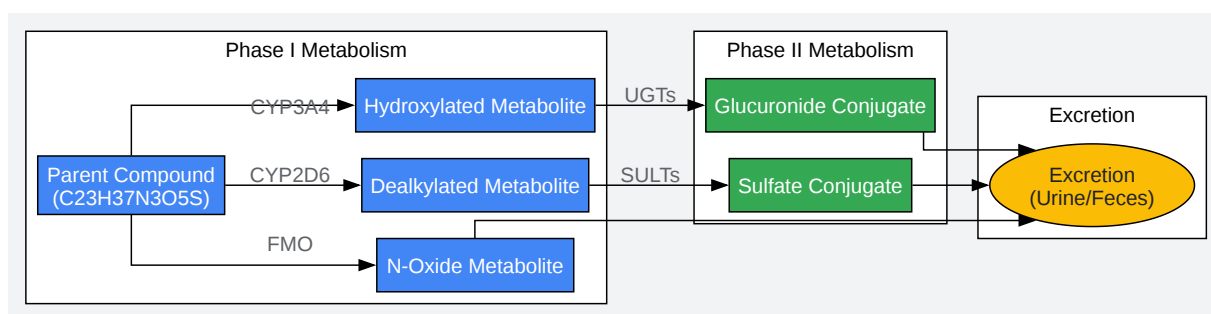 Phase I Metabolism
CYP3A4
Hydroxylated Metabolite
Parent Compound
(C23H37N3O5S)
CYP2D6
Dealkylated Metabolite
FMO
N-Oxide Metabolite
UGTs
SULTs
Phase II Metabolism
Glucuronide Conjugate
Sulfate Conjugate
Excretion
Excretion
(Urine/Feces)